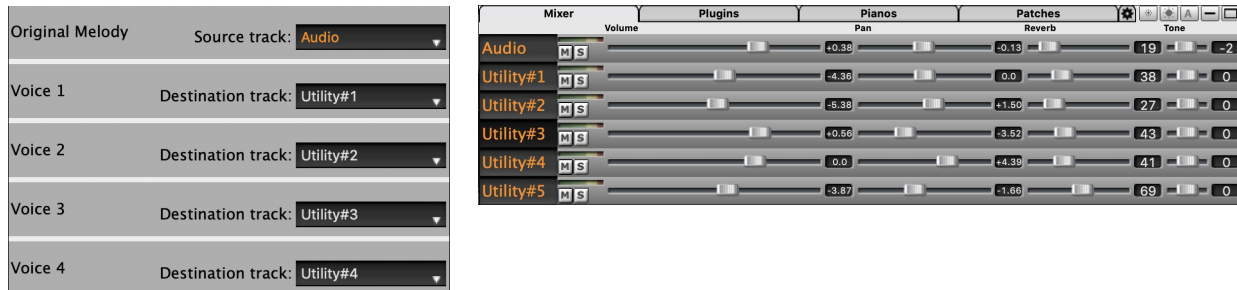 Original Melody Source track: Audio
Voice 1 Destination track: Utility#1
Voice 2 Destination track: Utility#2
Voice 3 Destination track: Utility#3
Voice 4 Destination track: Utility#4
Mixer Plugins Pianos Patches A
Volume Pan Reverb Tone
Audio M S +0.38 -0.13 19 -2
Utility#1 M S -4.36 0.0 38 0
Utility#2 M S -5.38 +1.50 27 0
Utility#3 M S +0.56 -3.52 43 0
Utility#4 M S 0.0 +4.39 41 0
Utility#5 M S -3.87 -1.66 69 0